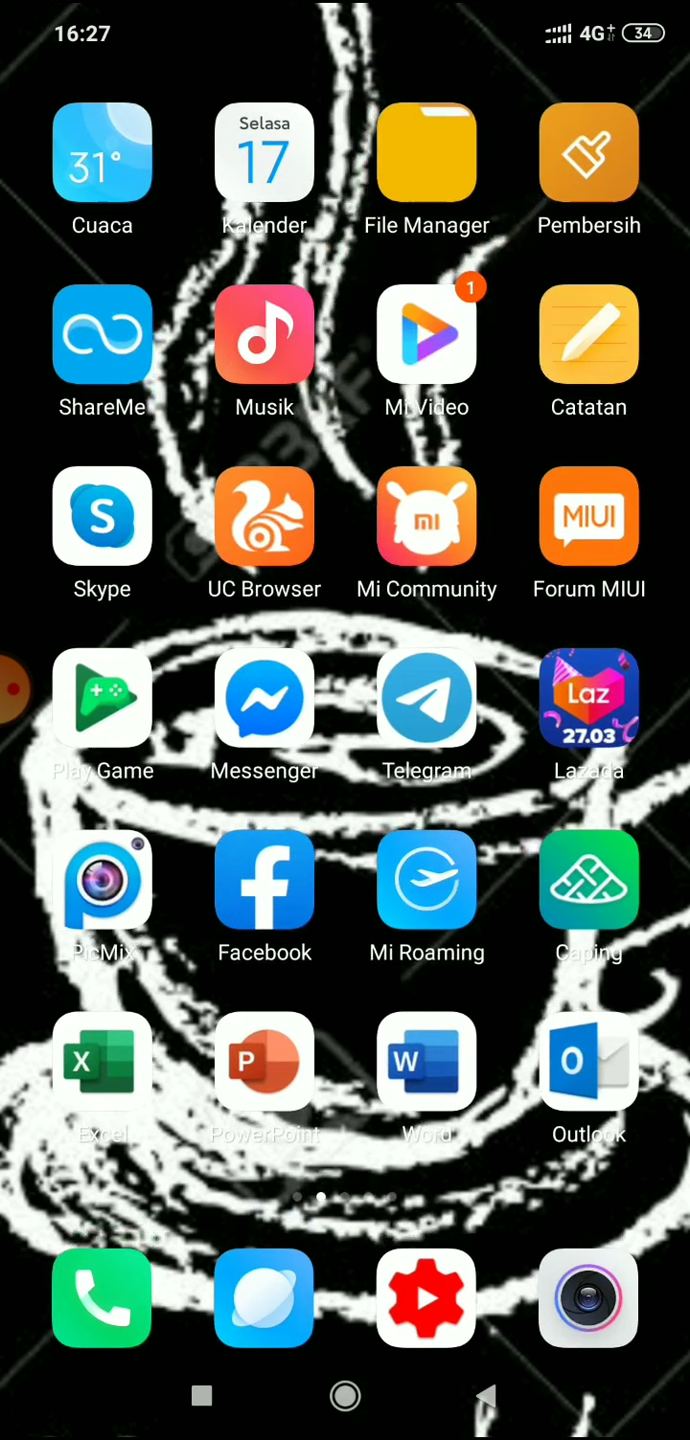 16:27
4G+
34
31°
Selasa
17
Cuaca
Kalender
File Manager
Pembersih
1
ShareMe
Musik
Mi Video
Catatan
S
MI
MIUI
Skype
UC Browser
Mi Community
Forum MIUI
Laz
27.03
Play Game
Messenger
Telegram
Lazada
PicMix
Facebook
Mi Roaming
Caping
X
P
W
O
Excel
PowerPoint
Word
Outlook